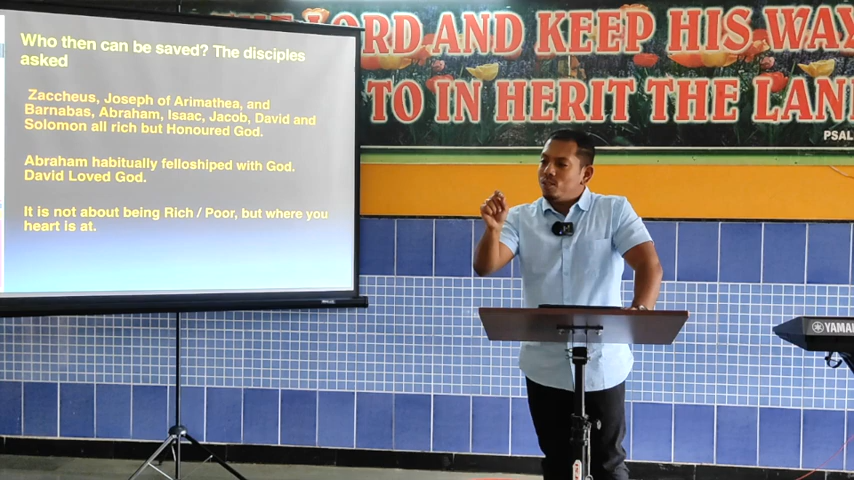 Who then can be saved? The disciples
asked
Zaccheus, Joseph of Arimathea, and
Barnabas, Abraham, Isaac, Jacob, David and
Solomon all rich but Honoured God.
Abraham habitually felloshiped with God.
David Loved God.
It is not about being Rich / Poor, but where you
heart is at.
LORD AND KEEP HIS WAY
TO IN HERIT THE LAN
PSAL
YAMA